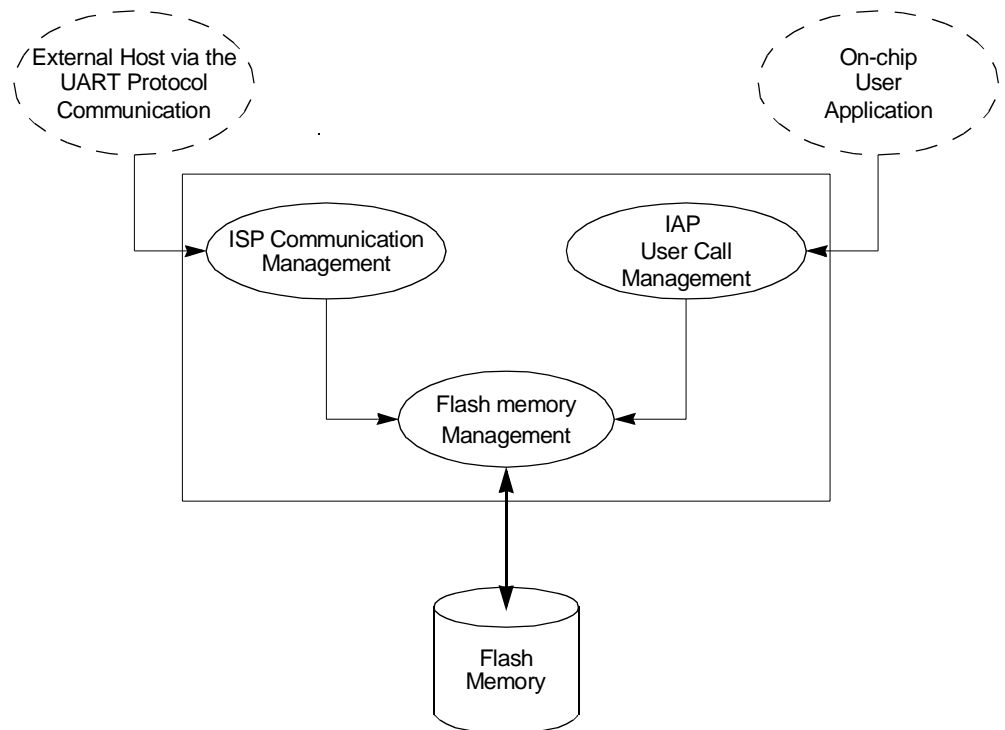 External Host via the
UART Protocol
Communication
On-chip
User
Application
ISP Communication
Management
IAP
User Call
Management
Flash memory
Management
Flash
Memory